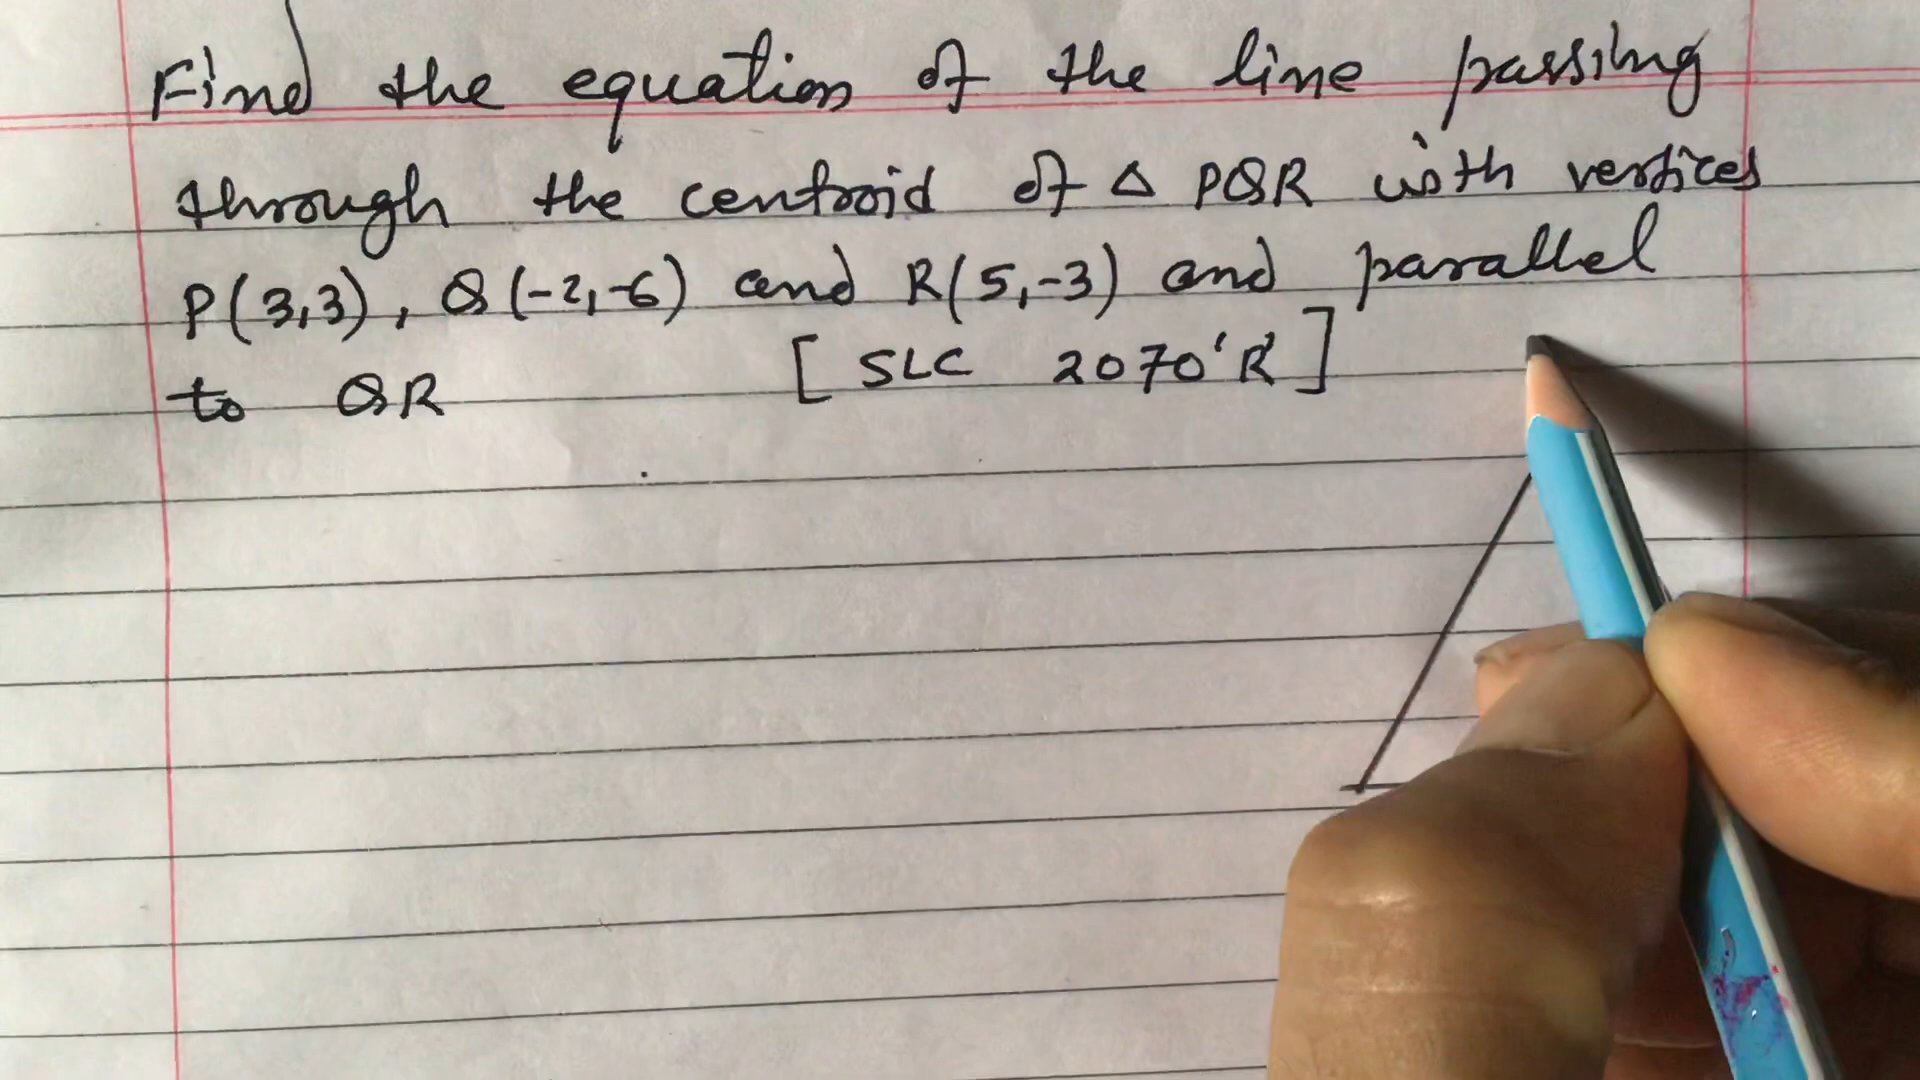 Find the equation of the line passing
through the centroid of Δ PQR with vertices
P(3,3), Q(-2,-6) and R(5,-3) and parallel
to QR [SLC 2070'R']